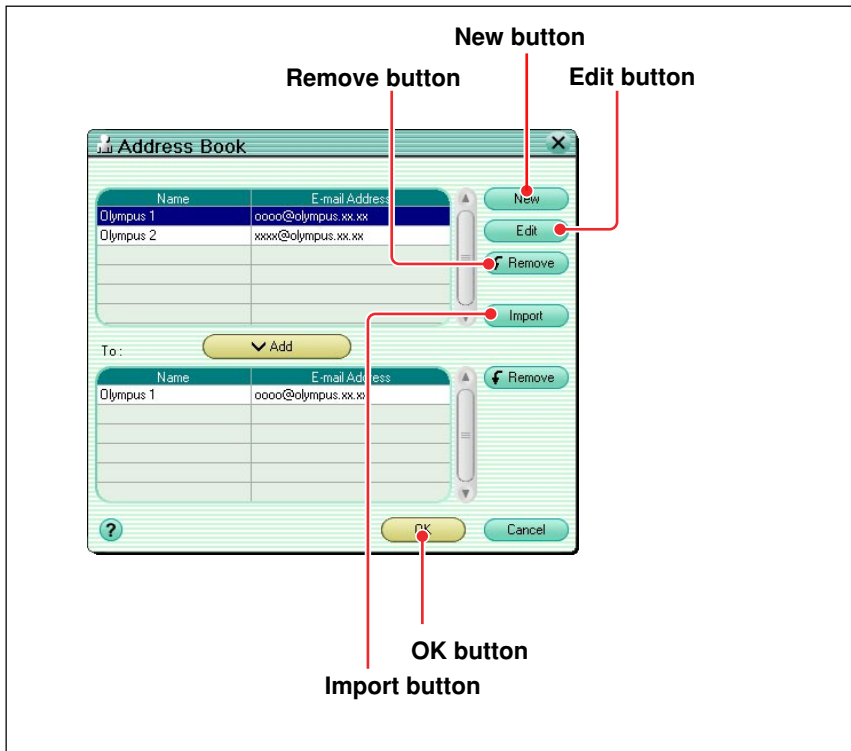 New button
Remove button
Edit button
Address Book
Name E-mail Address
Olympus 1 oooo@olympus.xx.xx
Olympus 2 xxxx@olympus.xx.xx
New
Edit
Remove
Import
To :
Add
Name E-mail Address
Olympus 1 oooo@olympus.xx.xx
Remove
?
OK
Cancel
OK button
Import button